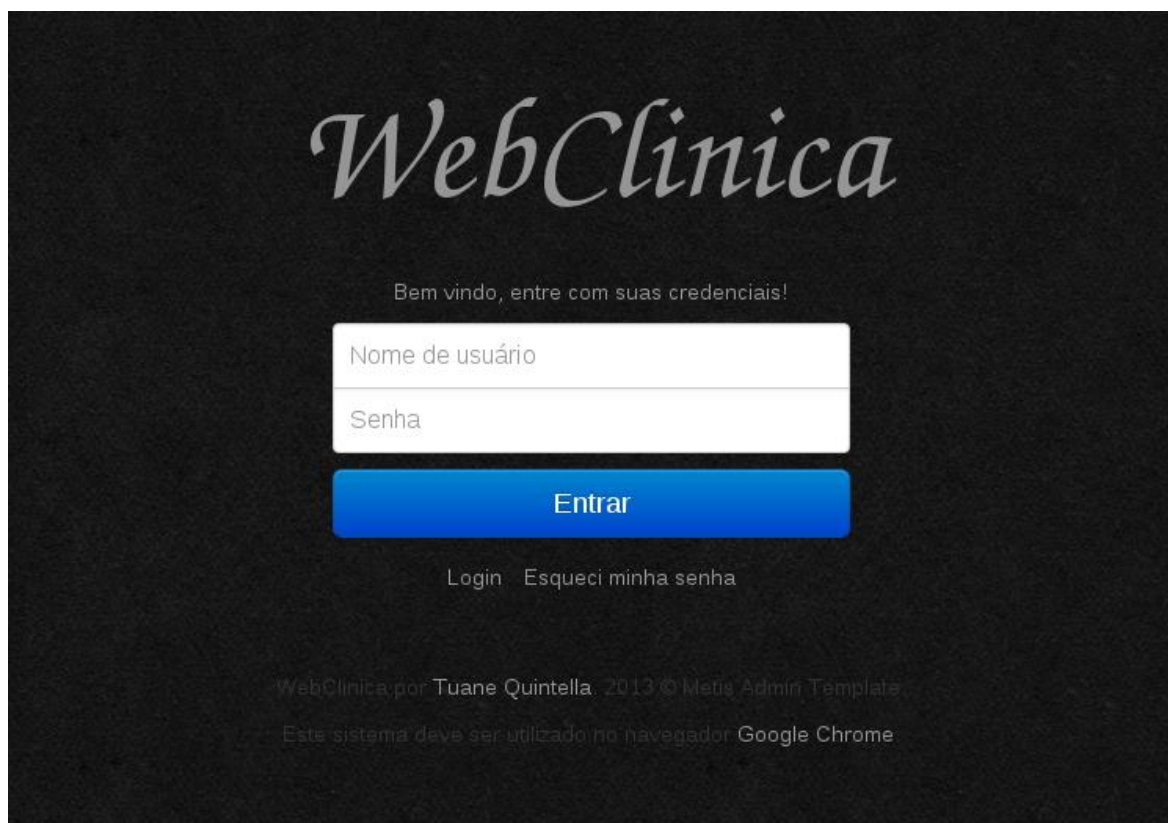 WebClinica
Bem vindo, entre com suas credenciais!
Nome de usuário
Senha
Entrar
Login Esqueci minha senha
WebClinica por Tuane Quintella. 2013 © Metis Admin Template.
Este sistema deve ser utilizado no navegador Google Chrome